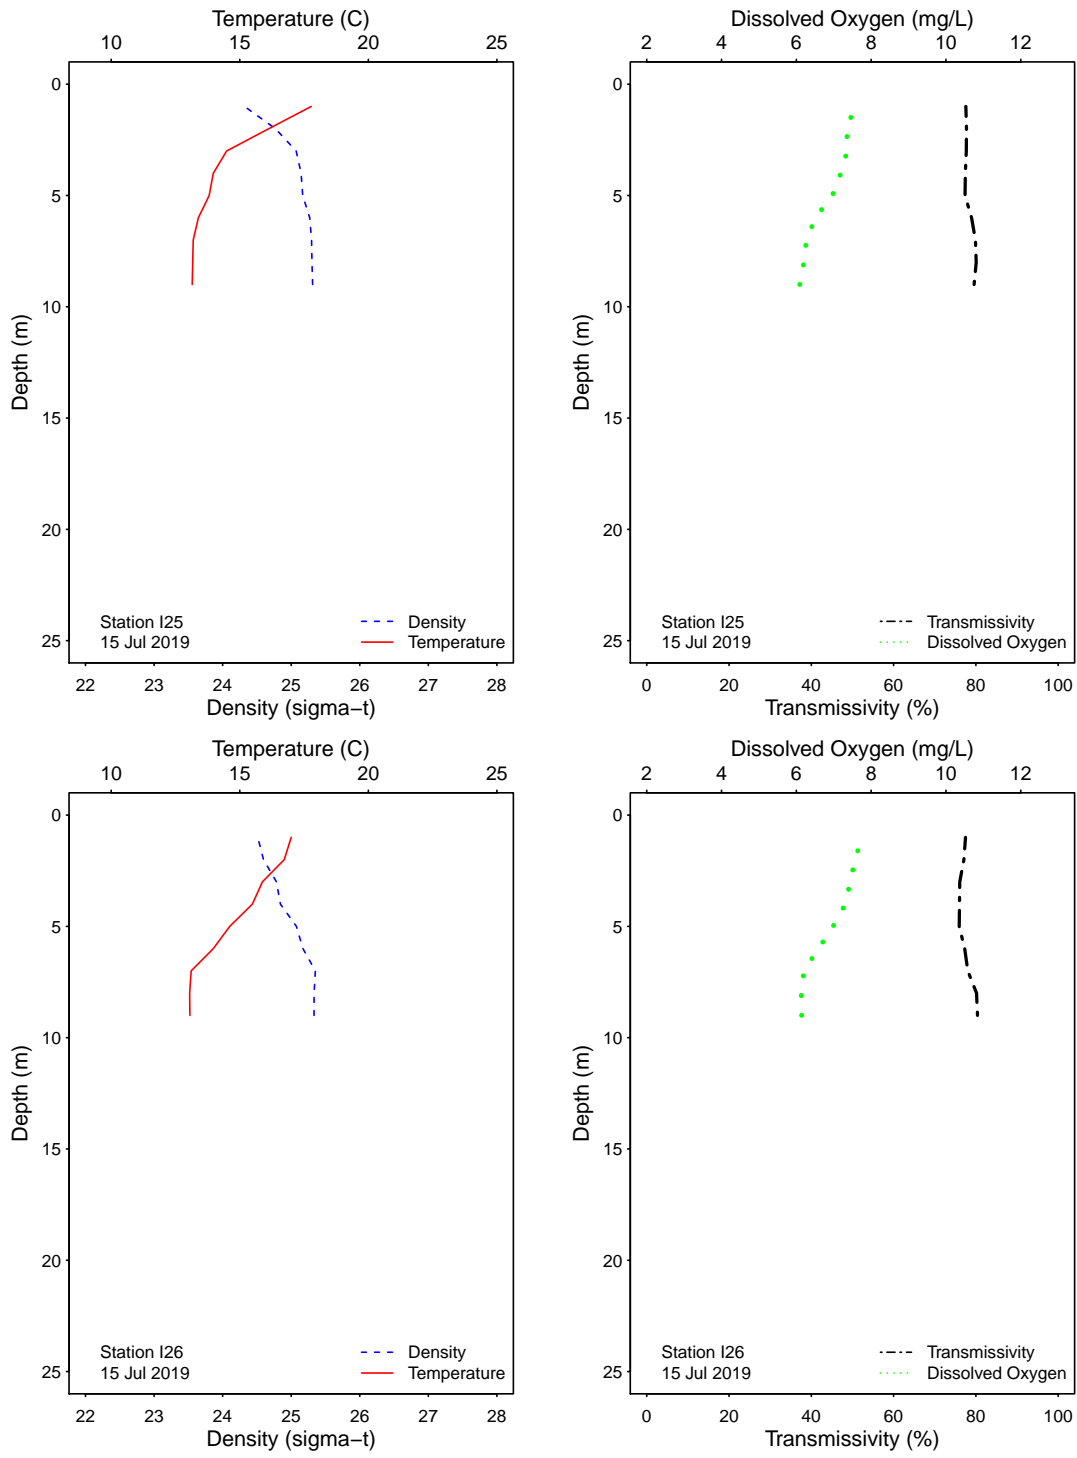 Temperature (C)
10 15 20 25
0
5
10
15
20
25
Depth (m)
Station I25
15 Jul 2019
Density
Temperature
22 23 24 25 26 27 28
Density (sigma−t)
Dissolved Oxygen (mg/L)
2 4 6 8 10 12
0
5
10
15
20
25
Depth (m)
Station I25
15 Jul 2019
Transmissivity
Dissolved Oxygen
0 20 40 60 80 100
Transmissivity (%)
Temperature (C)
10 15 20 25
0
5
10
15
20
25
Depth (m)
Station I26
15 Jul 2019
Density
Temperature
22 23 24 25 26 27 28
Density (sigma−t)
Dissolved Oxygen (mg/L)
2 4 6 8 10 12
0
5
10
15
20
25
Depth (m)
Station I26
15 Jul 2019
Transmissivity
Dissolved Oxygen
0 20 40 60 80 100
Transmissivity (%)